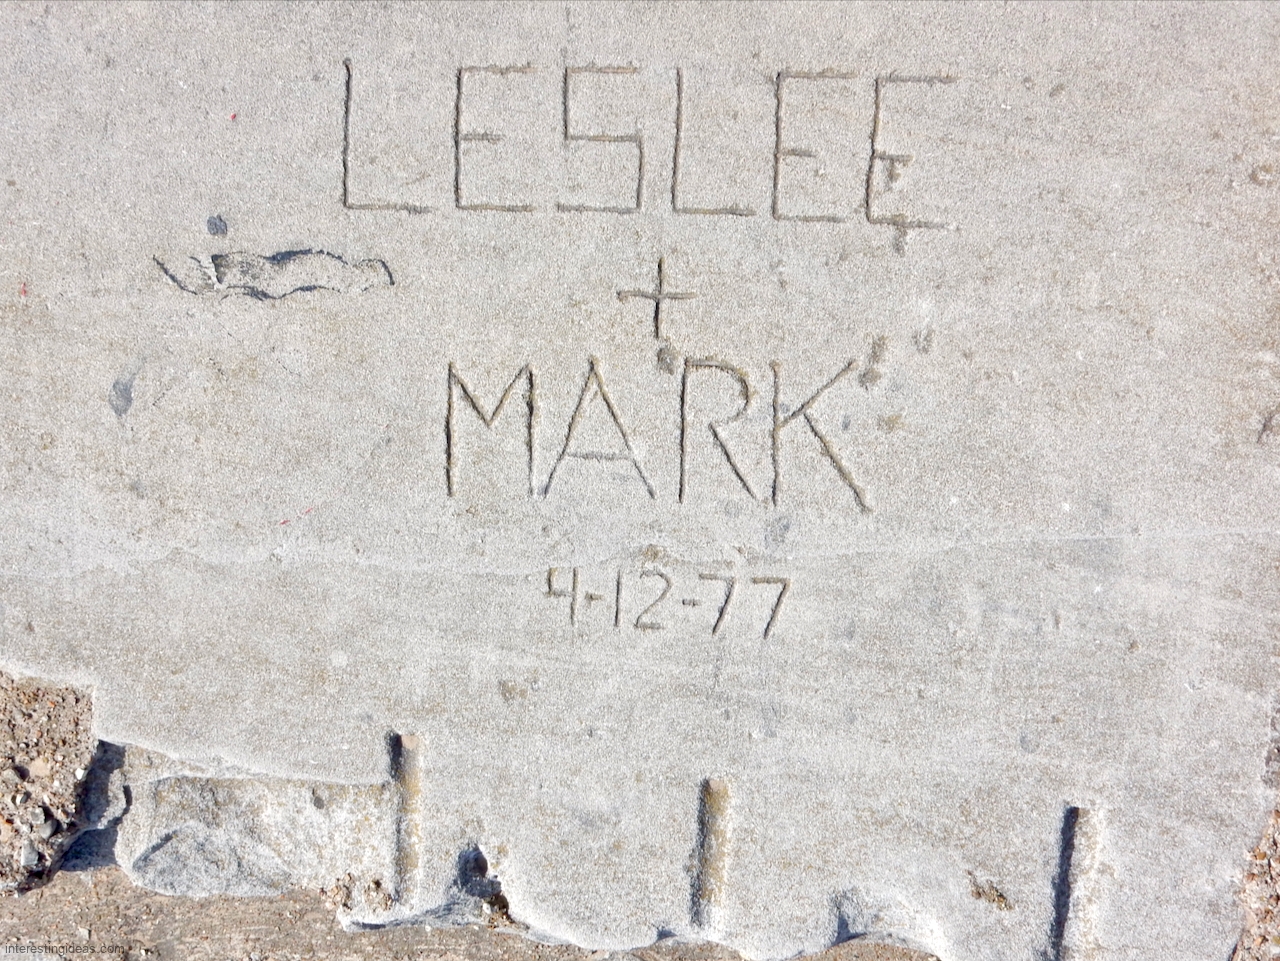 LESLEE
+
MARK
4-12-77
interestingideas.com